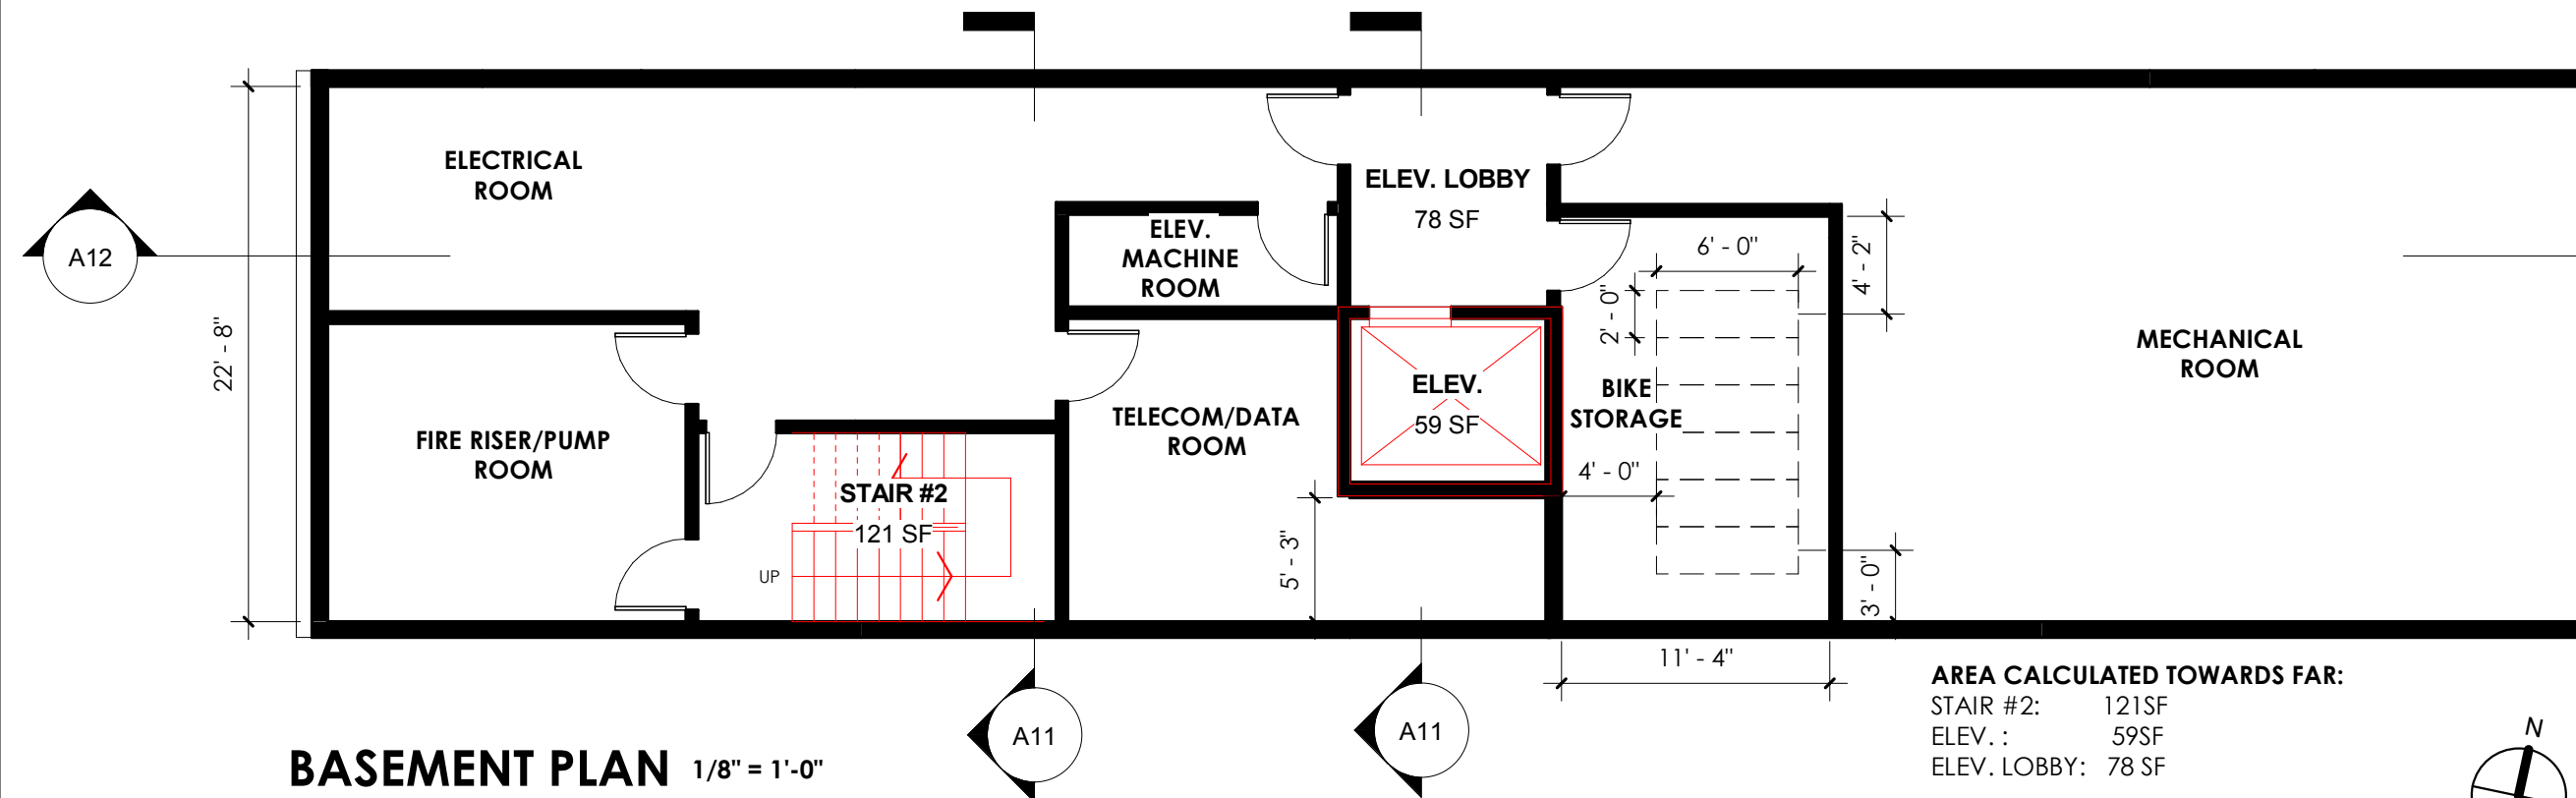 ELECTRICAL
ROOM
ELEV. LOBBY
78 SF
ELEV.
MACHINE
ROOM
A12
22' - 8"
6' - 0"
4' - 2"
2' - 0"
MECHANICAL
ROOM
FIRE RISER/PUMP
ROOM
TELECOM/DATA
ROOM
ELEV.
59 SF
BIKE
STORAGE
4' - 0"
STAIR #2
121 SF
UP
5' - 3"
3' - 0"
11' - 4"
A11
A11
AREA CALCULATED TOWARDS FAR:
STAIR #2: 121SF
ELEV. : 59SF
ELEV. LOBBY: 78 SF
N
BASEMENT PLAN 1/8" = 1'-0"